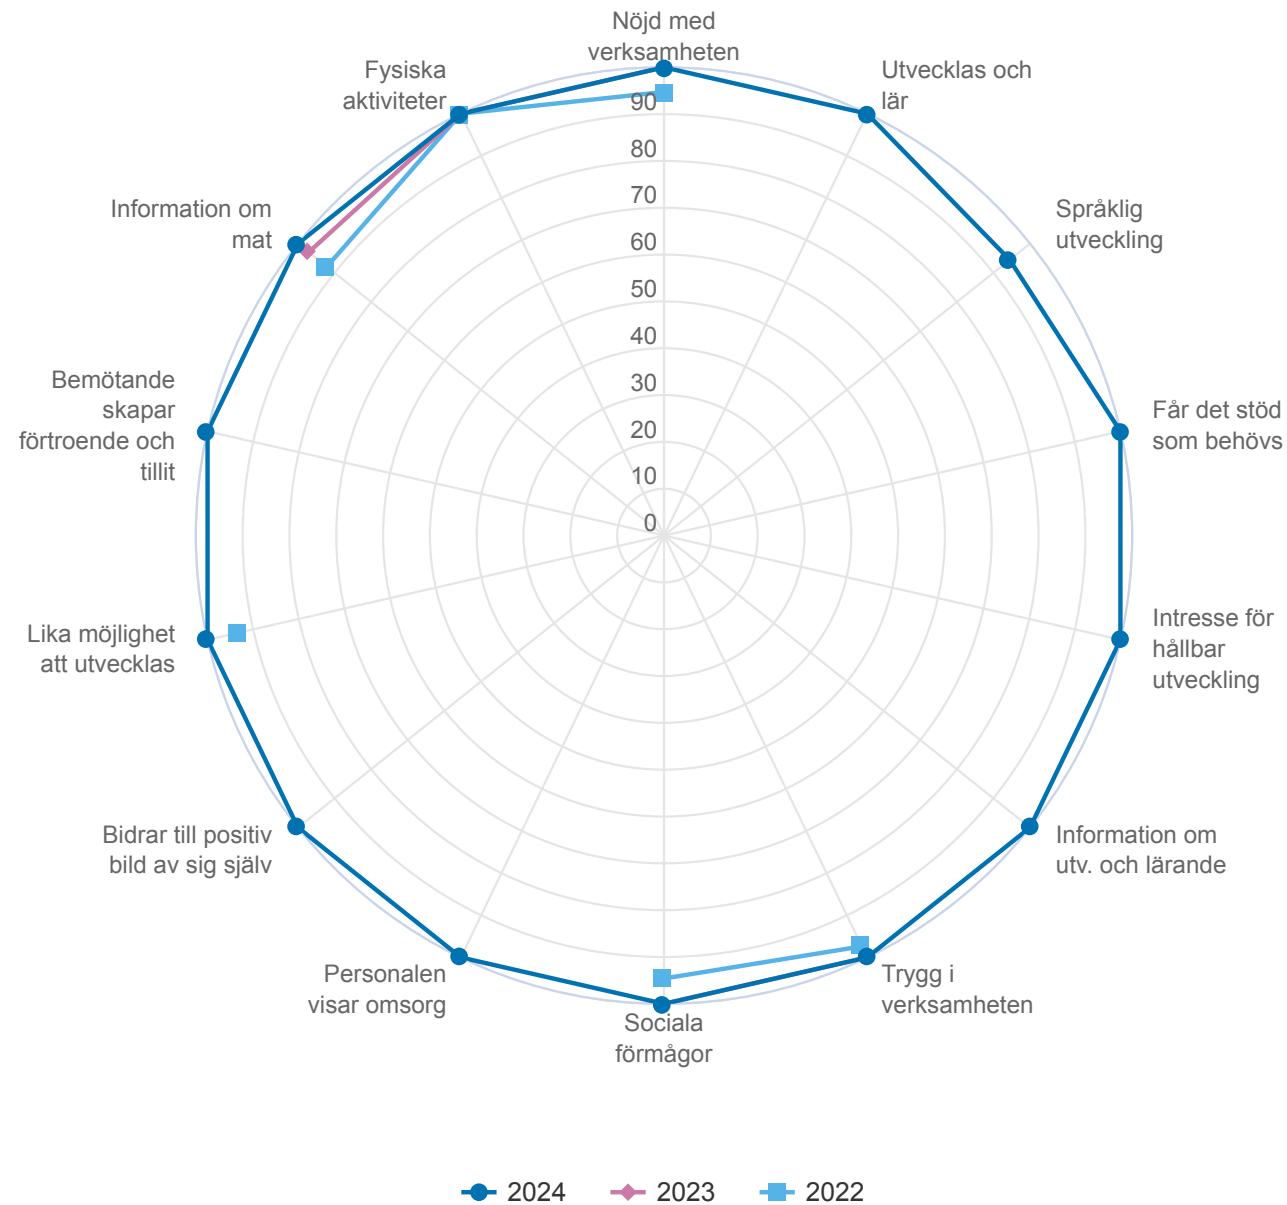 Nöjd med
verksamheten
Utvecklas och
lär
Språklig
utveckling
Får det stöd
som behövs
Intresse för
hållbar
utveckling
Information om
utv. och lärande
Trygg i
verksamheten
Sociala
förmågor
Personalen
visar omsorg
Bidrar till positiv
bild av sig själv
Lika möjlighet
att utvecklas
Bemötande
skapar
förtroende och
tillit
Information om
mat
Fysiska
aktiviteter
90
80
70
60
50
40
30
20
10
0
2024
2023
2022